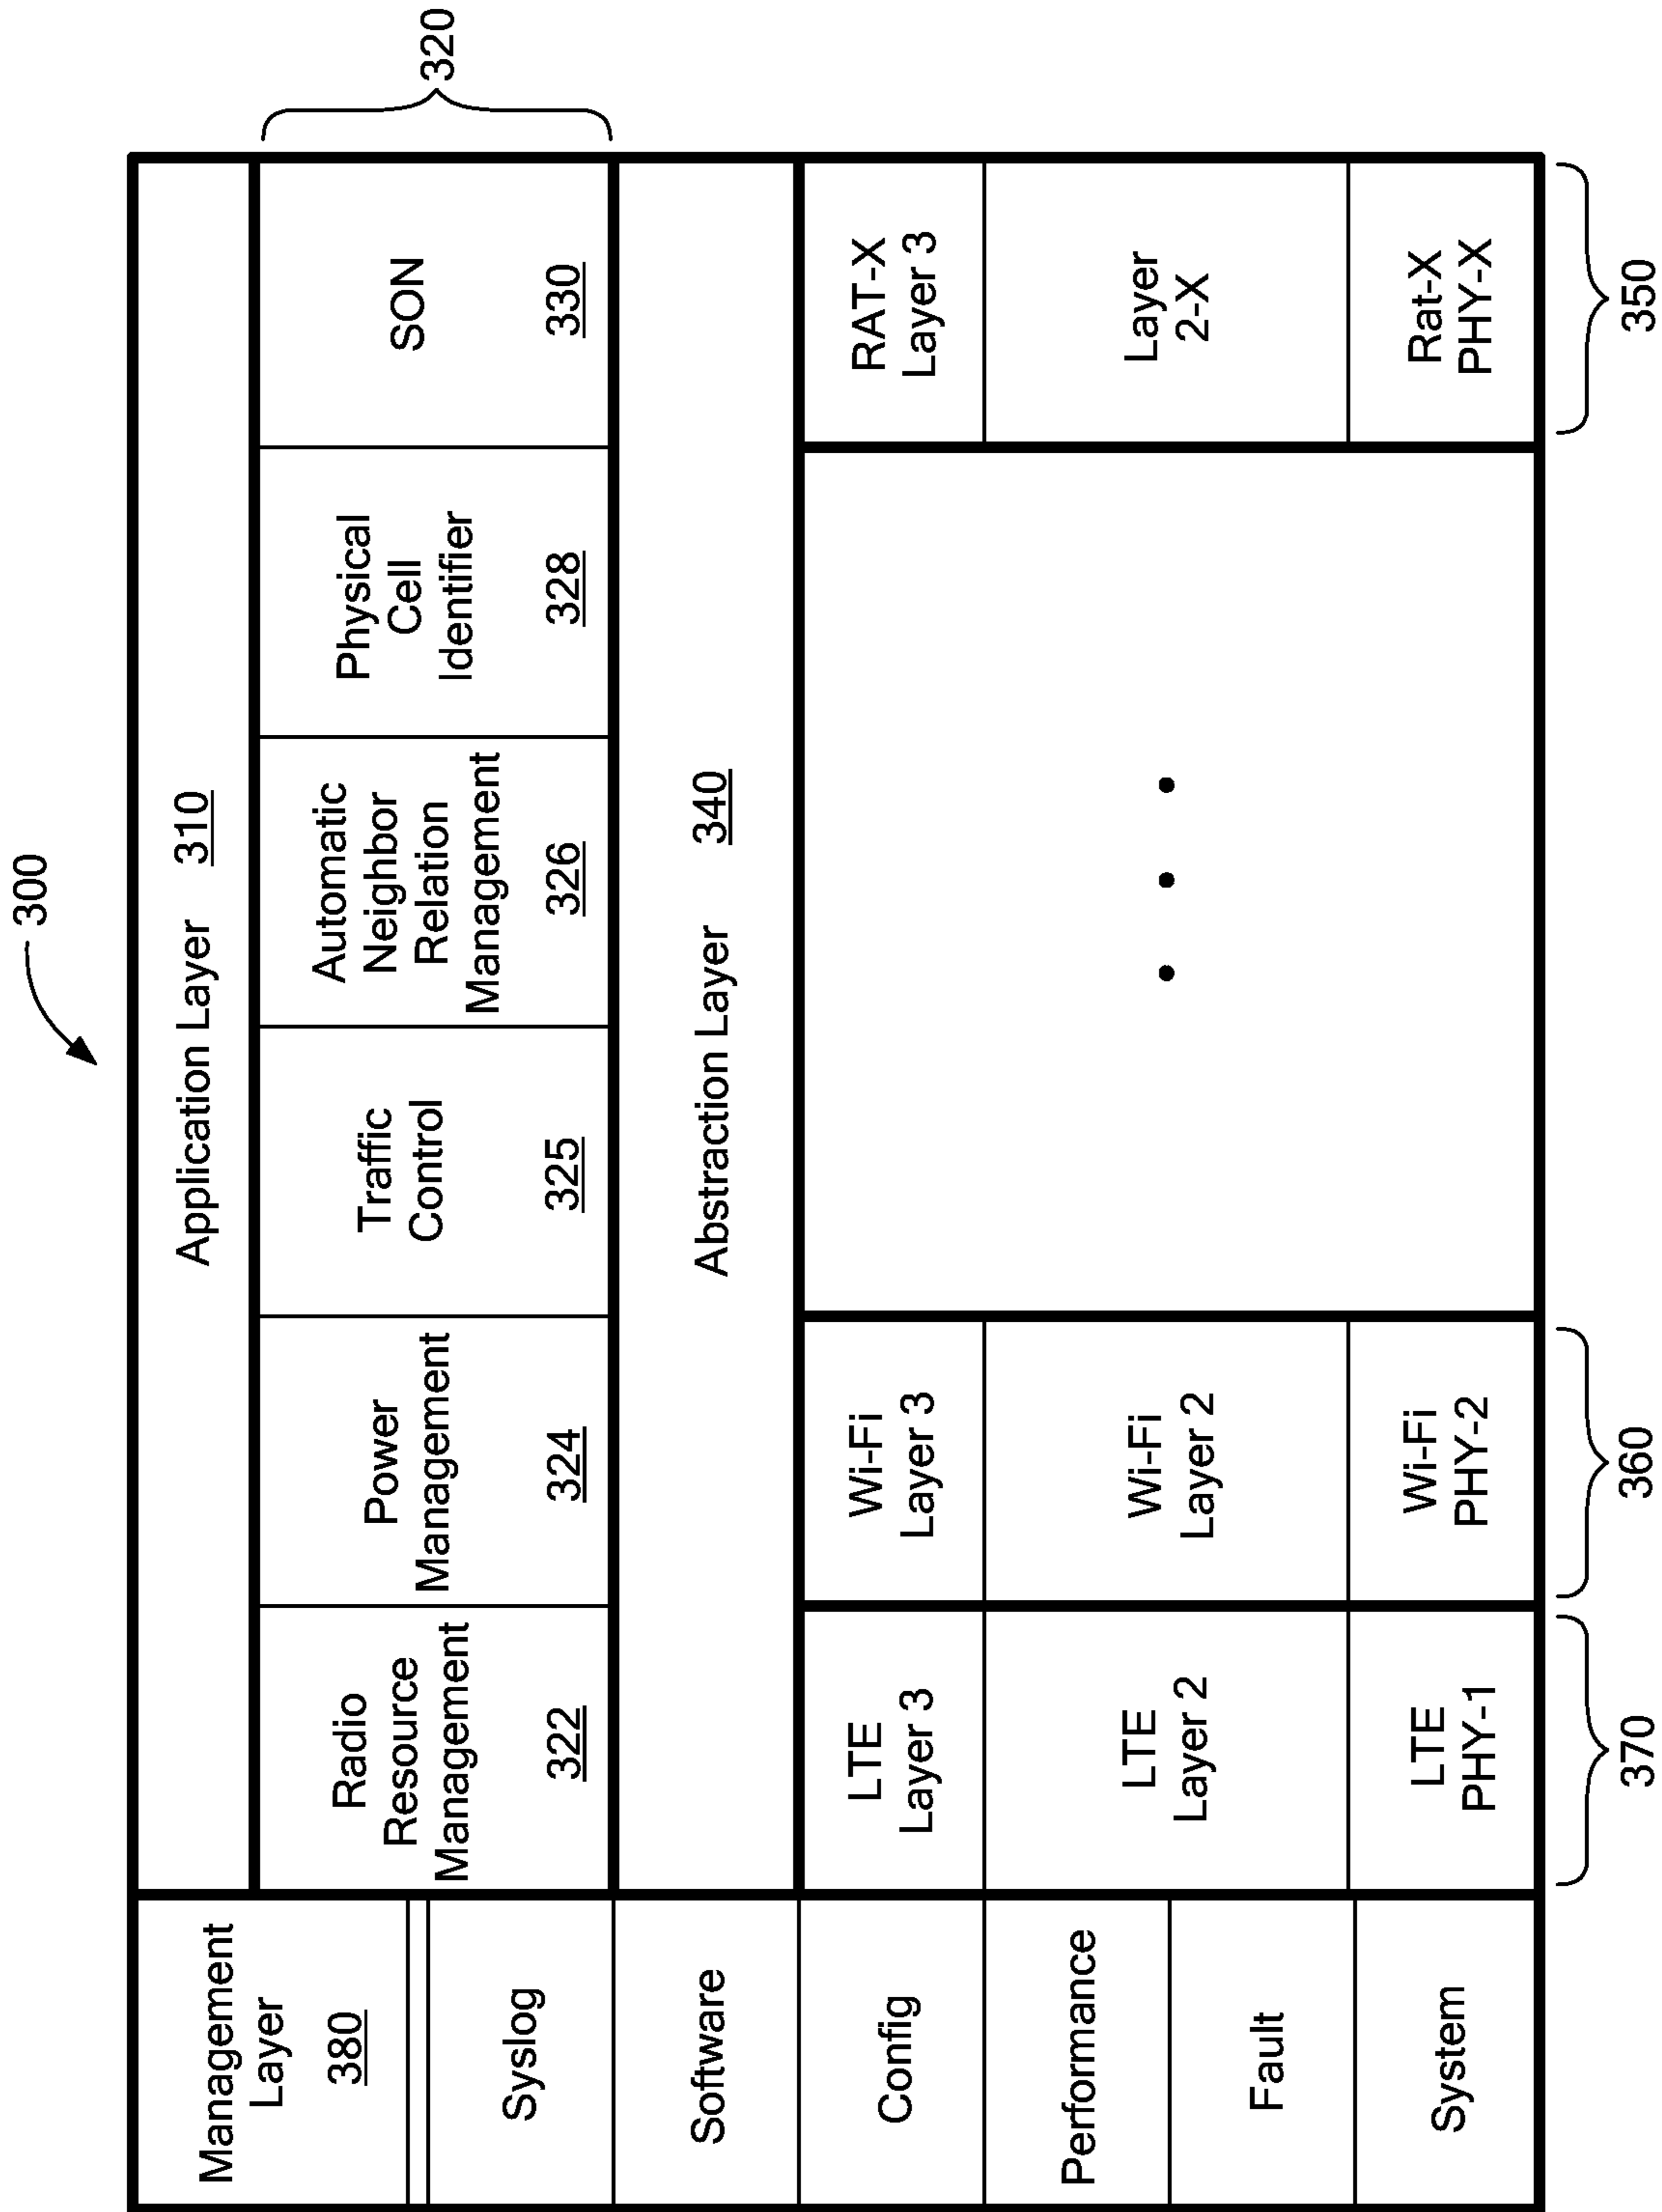 300
Management
Layer
380
Syslog
Software
Config
Performance
Fault
System
Application Layer 310
Radio
Resource
Management
322
Power
Management
324
Traffic
Control
325
Automatic
Neighbor
Relation
Management
326
Physical
Cell
Identifier
328
SON
330
320
Abstraction Layer 340
LTE
Layer 3
LTE
Layer 2
LTE
PHY-1
370
Wi-Fi
Layer 3
Wi-Fi
Layer 2
Wi-Fi
PHY-2
360
RAT-X
Layer 3
Layer
2-X
Rat-X
PHY-X
350